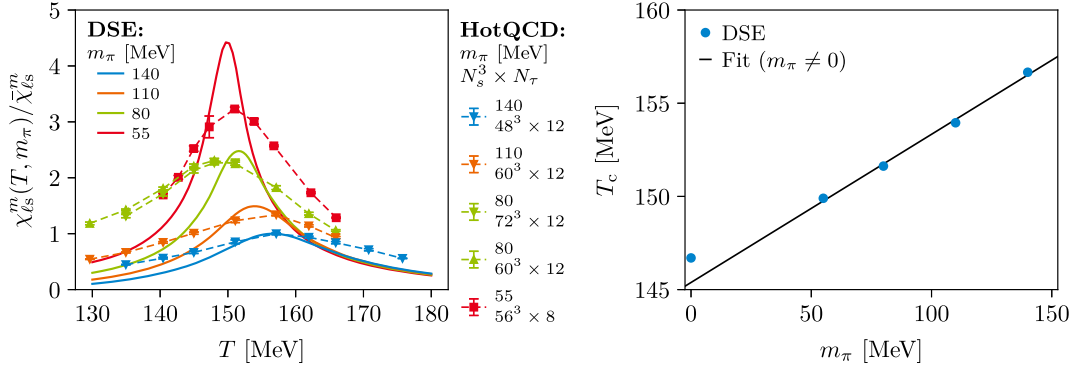 5
4
3
2
1
0
130
140
150
160
170
180
χ^m_ℓs(T, m_π)/χ̄^m_ℓs
T [MeV]
DSE:
m_π [MeV]
140
110
80
55
HotQCD:
m_π [MeV]
N_s^3 × N_τ
140
48^3 × 12
110
60^3 × 12
80
72^3 × 12
80
60^3 × 12
55
56^3 × 8
160
155
150
145
0
50
100
150
T_c [MeV]
m_π [MeV]
DSE
Fit (m_π ≠ 0)